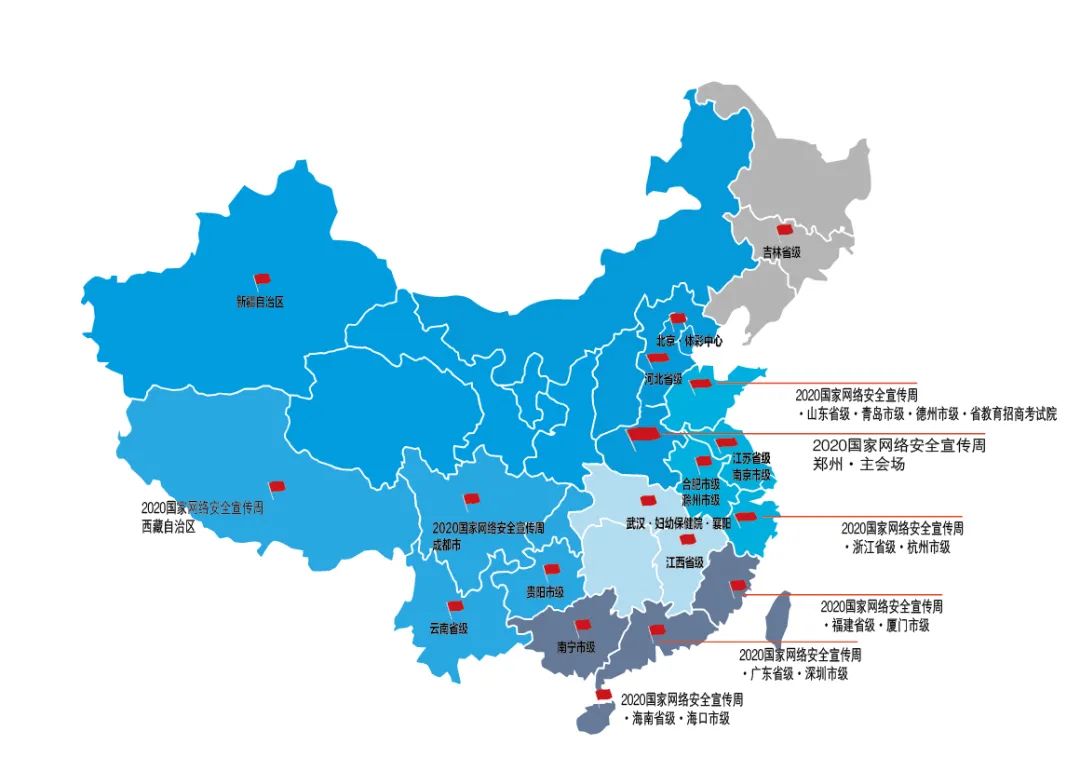 吉林省级
新疆自治区
北京·体彩中心
河北省级
2020国家网络安全宣传周
·山东省级·青岛市级·德州市级·省教育招商考试院
2020国家网络安全宣传周
郑州·主会场
江苏省级
南京市级
合肥市级
滁州市级
2020国家网络安全宣传周
西藏自治区
2020国家网络安全宣传周
成都市
武汉·妇幼保健院·襄阳
2020国家网络安全宣传周
·浙江省级·杭州市级
江西省级
贵阳市级
2020国家网络安全宣传周
·福建省级·厦门市级
云南省级
南宁市级
2020国家网络安全宣传周
·广东省级·深圳市级
2020国家网络安全宣传周
·海南省级·海口市级